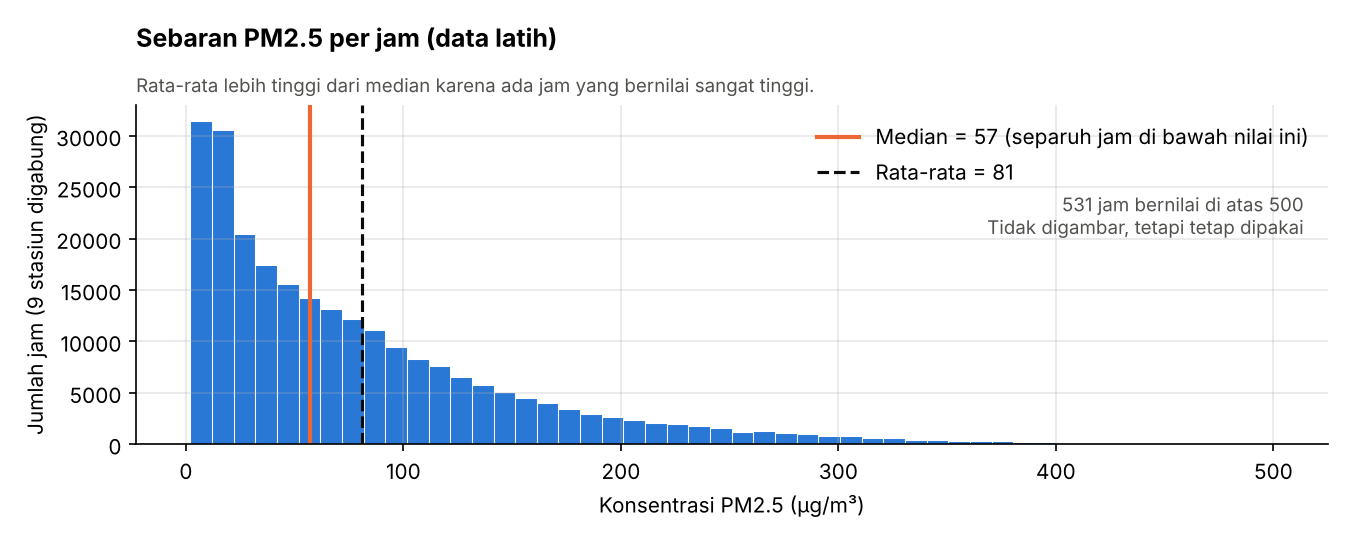 Sebaran PM2.5 per jam (data latih)
Rata-rata lebih tinggi dari median karena ada jam yang bernilai sangat tinggi.
Jumlah jam (9 stasiun digabung)
30000
25000
20000
15000
10000
5000
0
Median = 57 (separuh jam di bawah nilai ini)
Rata-rata = 81
531 jam bernilai di atas 500
Tidak digambar, tetapi tetap dipakai
0 100 200 300 400 500
Konsentrasi PM2.5 (µg/m³)